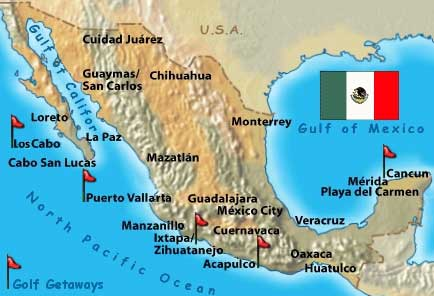 U.S.A.
Cuidad Juárez
Gulf of Califor
Guaymas/
San Carlos
Chihuahua
Monterrey
Gulf of Mexico
Loreto
Los Cabo
La Paz
Cabo San Lucas
Mazatlán
Cancun
Mérida
Playa del Carmen
Puerto Vallarta
Guadalajara
México City
Manzanillo
Veracruz
Ixtapa/
Zihuatanejo
Cuernavaca
Acapulco
Oaxaca
Huatulco
North Pacific Ocean
Golf Getaways